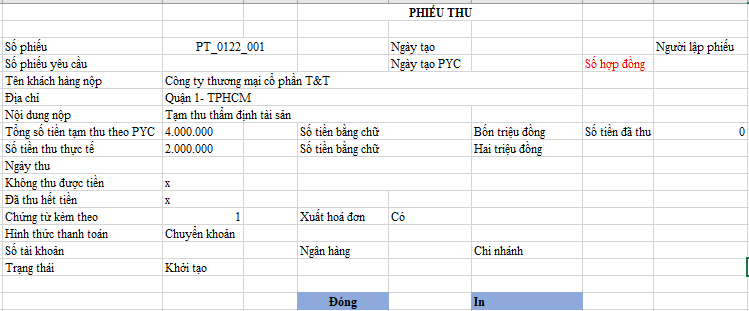 PHIẾU THU
Số phiếu PT_0122_001 Ngày tạo Người lập phiếu
Số phiếu yêu cầu Ngày tạo PYC Số hợp đồng
Tên khách hàng nộp Công ty thương mại cổ phần T&T
Địa chỉ Quận 1- TPHCM
Nội dung nộp Tạm thu thẩm định tài sản
Tổng số tiền tạm thu theo PYC 4.000.000 Số tiền bằng chữ Bốn triệu đồng Số tiền đã thu 0
Số tiền thu thực tế 2.000.000 Số tiền bằng chữ Hai triệu đồng
Ngày thu
Không thu được tiền x
Đã thu hết tiền x
Chứng từ kèm theo 1 Xuất hoá đơn Có
Hình thức thanh toán Chuyển khoản
Số tài khoản Ngân hàng Chi nhánh
Trạng thái Khởi tạo
Đóng In